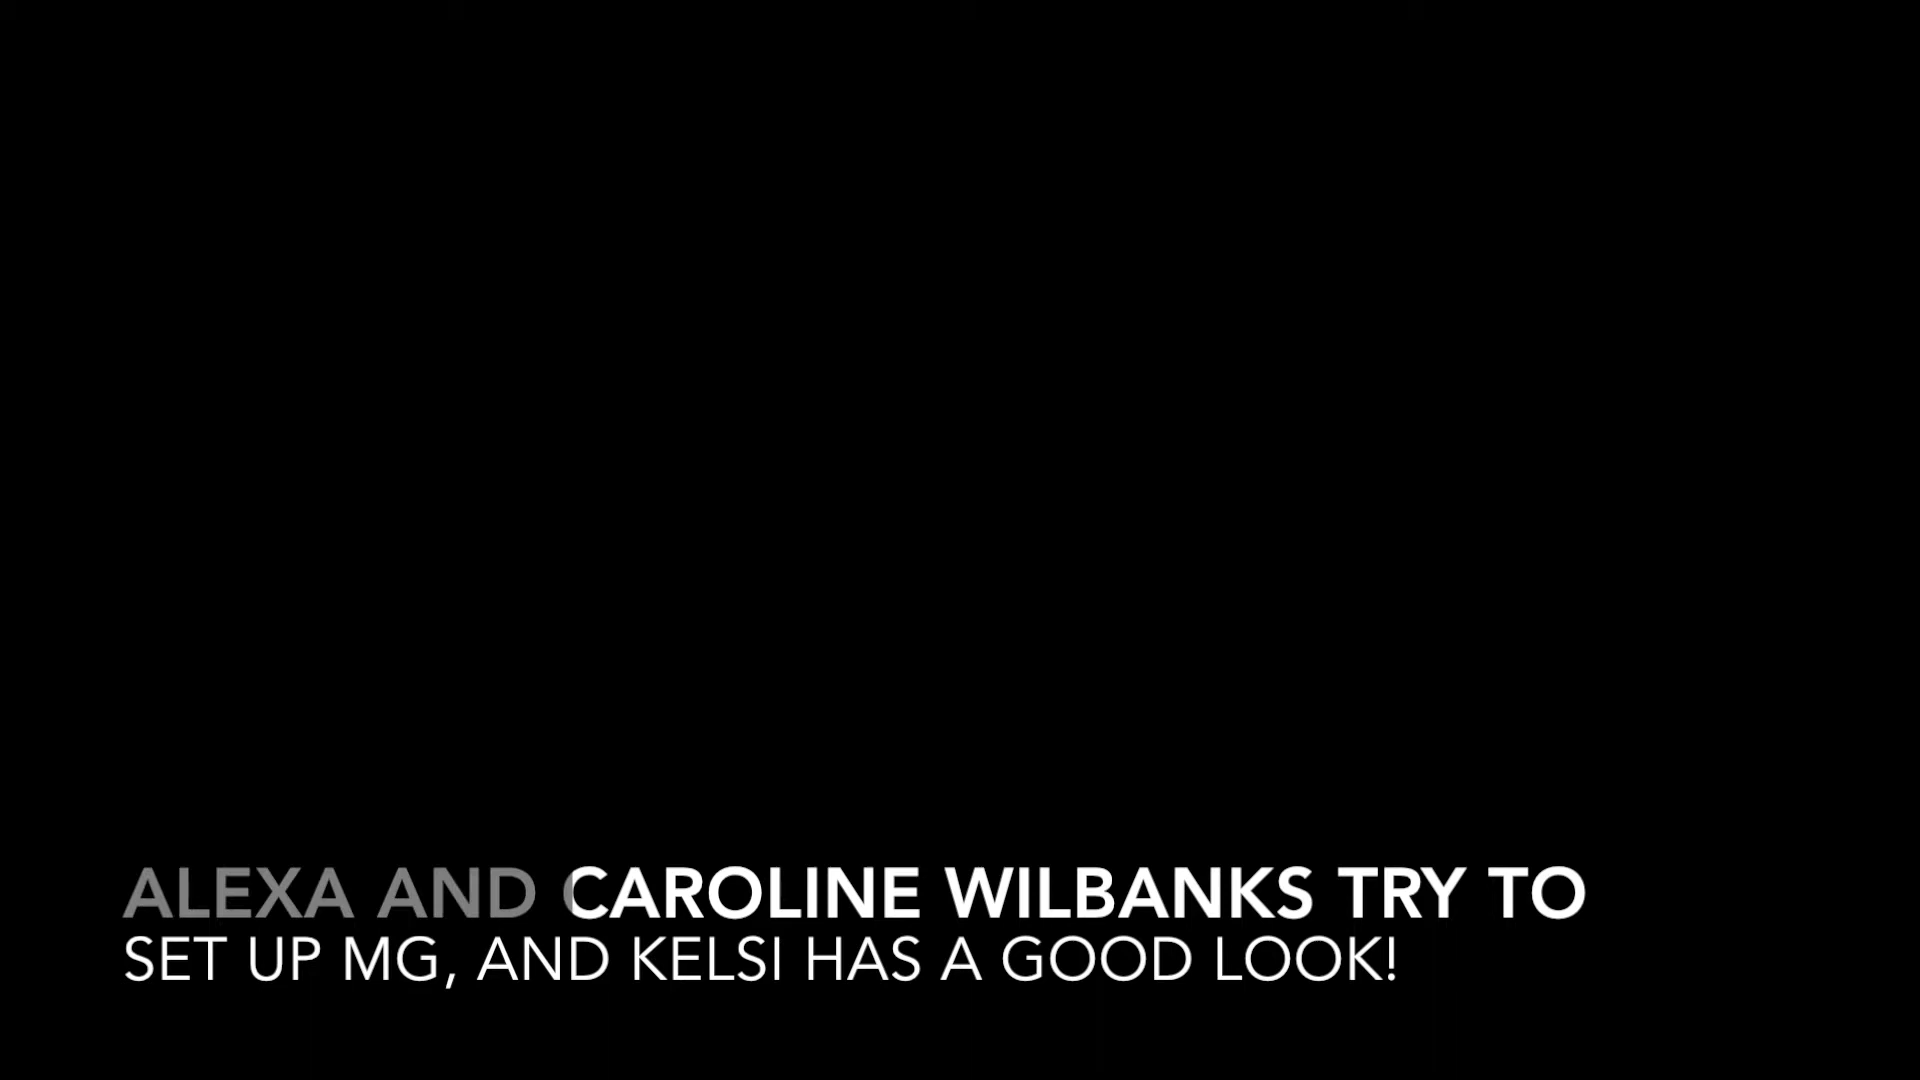 ALEXA AND CAROLINE WILBANKS TRY TO
SET UP MG, AND KELSI HAS A GOOD LOOK!